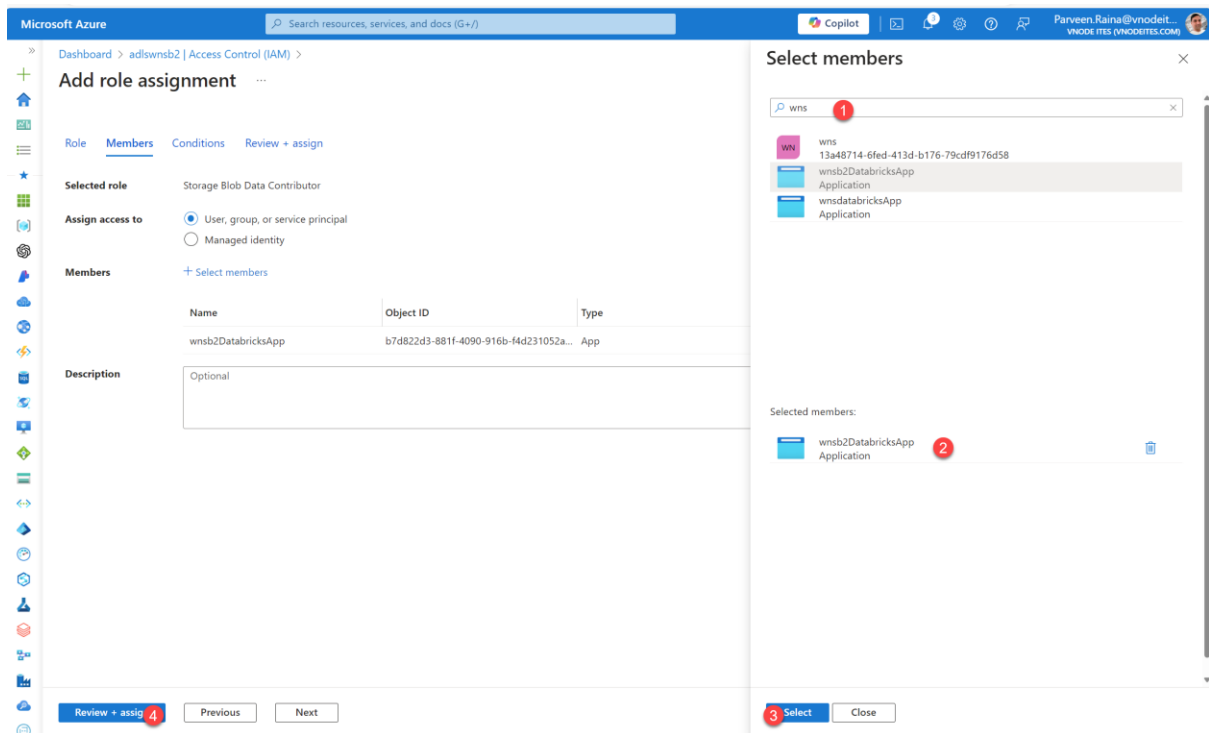 Microsoft Azure
Search resources, services, and docs (G+/)
Copilot
3
Parveen.Raina@vnodeit...
VNODE ITES (VNODEITES.COM)
Dashboard > adlswnsb2 | Access Control (IAM) >
Add role assignment ...
Role Members Conditions Review + assign
Selected role Storage Blob Data Contributor
Assign access to User, group, or service principal
Managed identity
Members + Select members
Name Object ID Type
wnsb2DatabricksApp b7d822d3-881f-4090-916b-f4d231052a... App
Description Optional
Review + assig 4 Previous Next
Select members
wns 1
WN
wns
13a48714-6fed-413d-b176-79cdf9176d58
wnsb2DatabricksApp
Application
wnsdatabricksApp
Application
Selected members:
wnsb2DatabricksApp 2
Application
3 Select Close